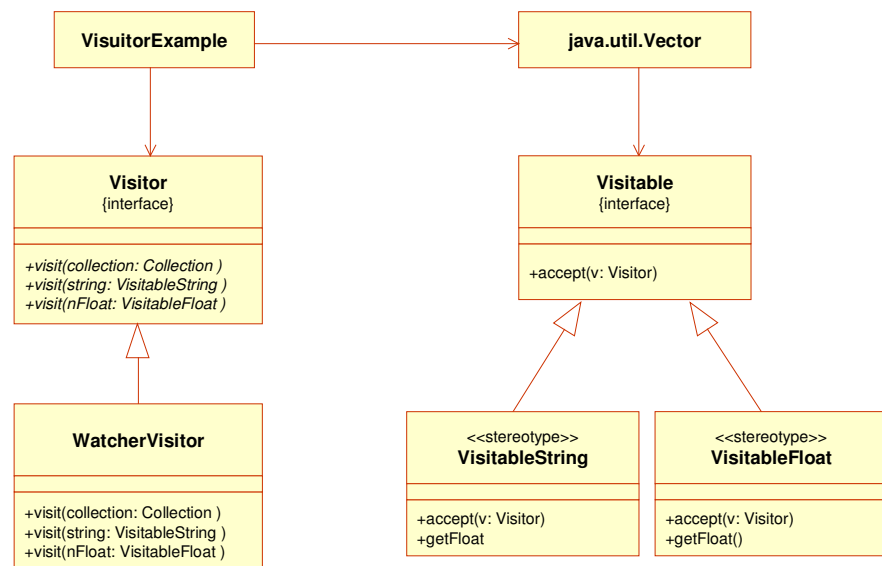 VisuitorExample
java.util.Vector
Visitor
{interface}
+visit(collection: Collection )
+visit(string: VisitableString )
+visit(nFloat: VisitableFloat )
Visitable
{interface}
+accept(v: Visitor)
WatcherVisitor
+visit(collection: Collection )
+visit(string: VisitableString )
+visit(nFloat: VisitableFloat )
<<stereotype>>
VisitableString
+accept(v: Visitor)
+getFloat
<<stereotype>>
VisitableFloat
+accept(v: Visitor)
+getFloat()